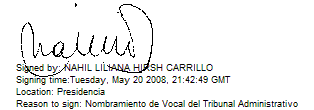 Signed by: NAHIL LILIANA HIRSH CARRILLO
Signing time:Tuesday, May 20 2008, 21:42:49 GMT
Location: Presidencia
Reason to sign: Nombramiento de Vocal del Tribunal Administrativo